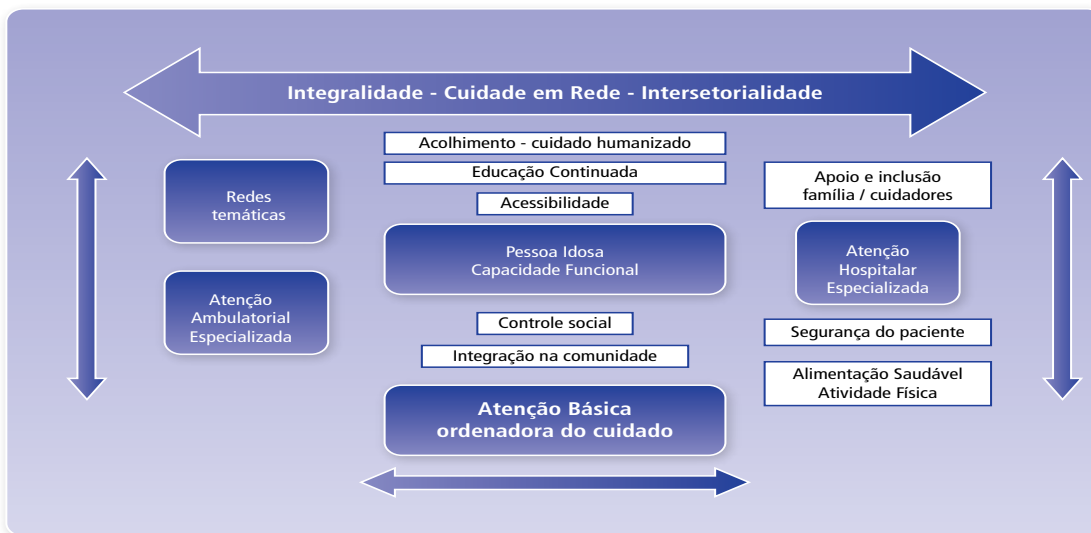 Integralidade - Cuidade em Rede - Intersetorialidade
Acolhimento - cuidado humanizado
Educação Continuada
Acessibilidade
Redes
temáticas
Atenção
Ambulatorial
Especializada
Pessoa Idosa
Capacidade Funcional
Controle social
Integração na comunidade
Atenção Básica
ordenadora do cuidado
Apoio e inclusão
família / cuidadores
Atenção
Hospitalar
Especializada
Segurança do paciente
Alimentação Saudável
Atividade Física